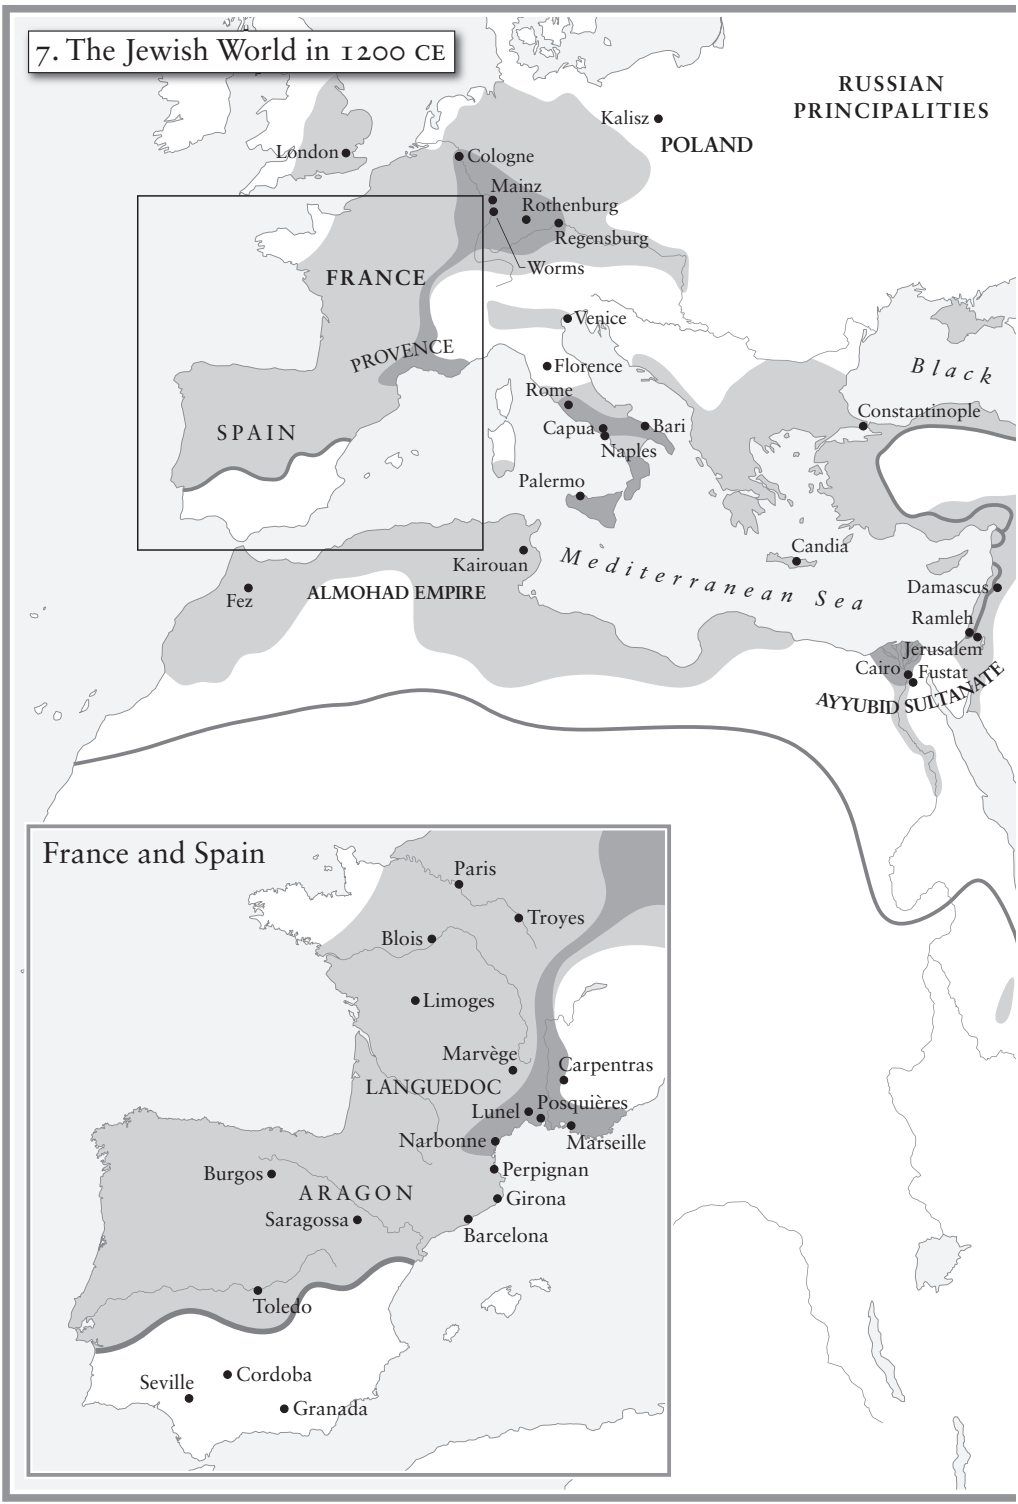 7. The Jewish World in 1200 CE
RUSSIAN
PRINCIPALITIES
Kalisz
POLAND
London
Cologne
Mainz
Rothenburg
Regensburg
Worms
FRANCE
Venice
PROVENCE
Florence
Black
Rome
Constantinople
SPAIN
Capua
Bari
Naples
Palermo
Candia
Kairouan
Mediterranean Sea
Damascus
ALMOHAD EMPIRE
Fez
Ramleh
Jerusalem
Cairo
Fustat
AYYUBID SULTANATE
France and Spain
Paris
Troyes
Blois
Limoges
Marvège
Carpentras
LANGUEDOC
Posquières
Lunel
Narbonne
Marseille
Perpignan
Burgos
ARAGON
Girona
Saragossa
Barcelona
Toledo
Cordoba
Seville
Granada